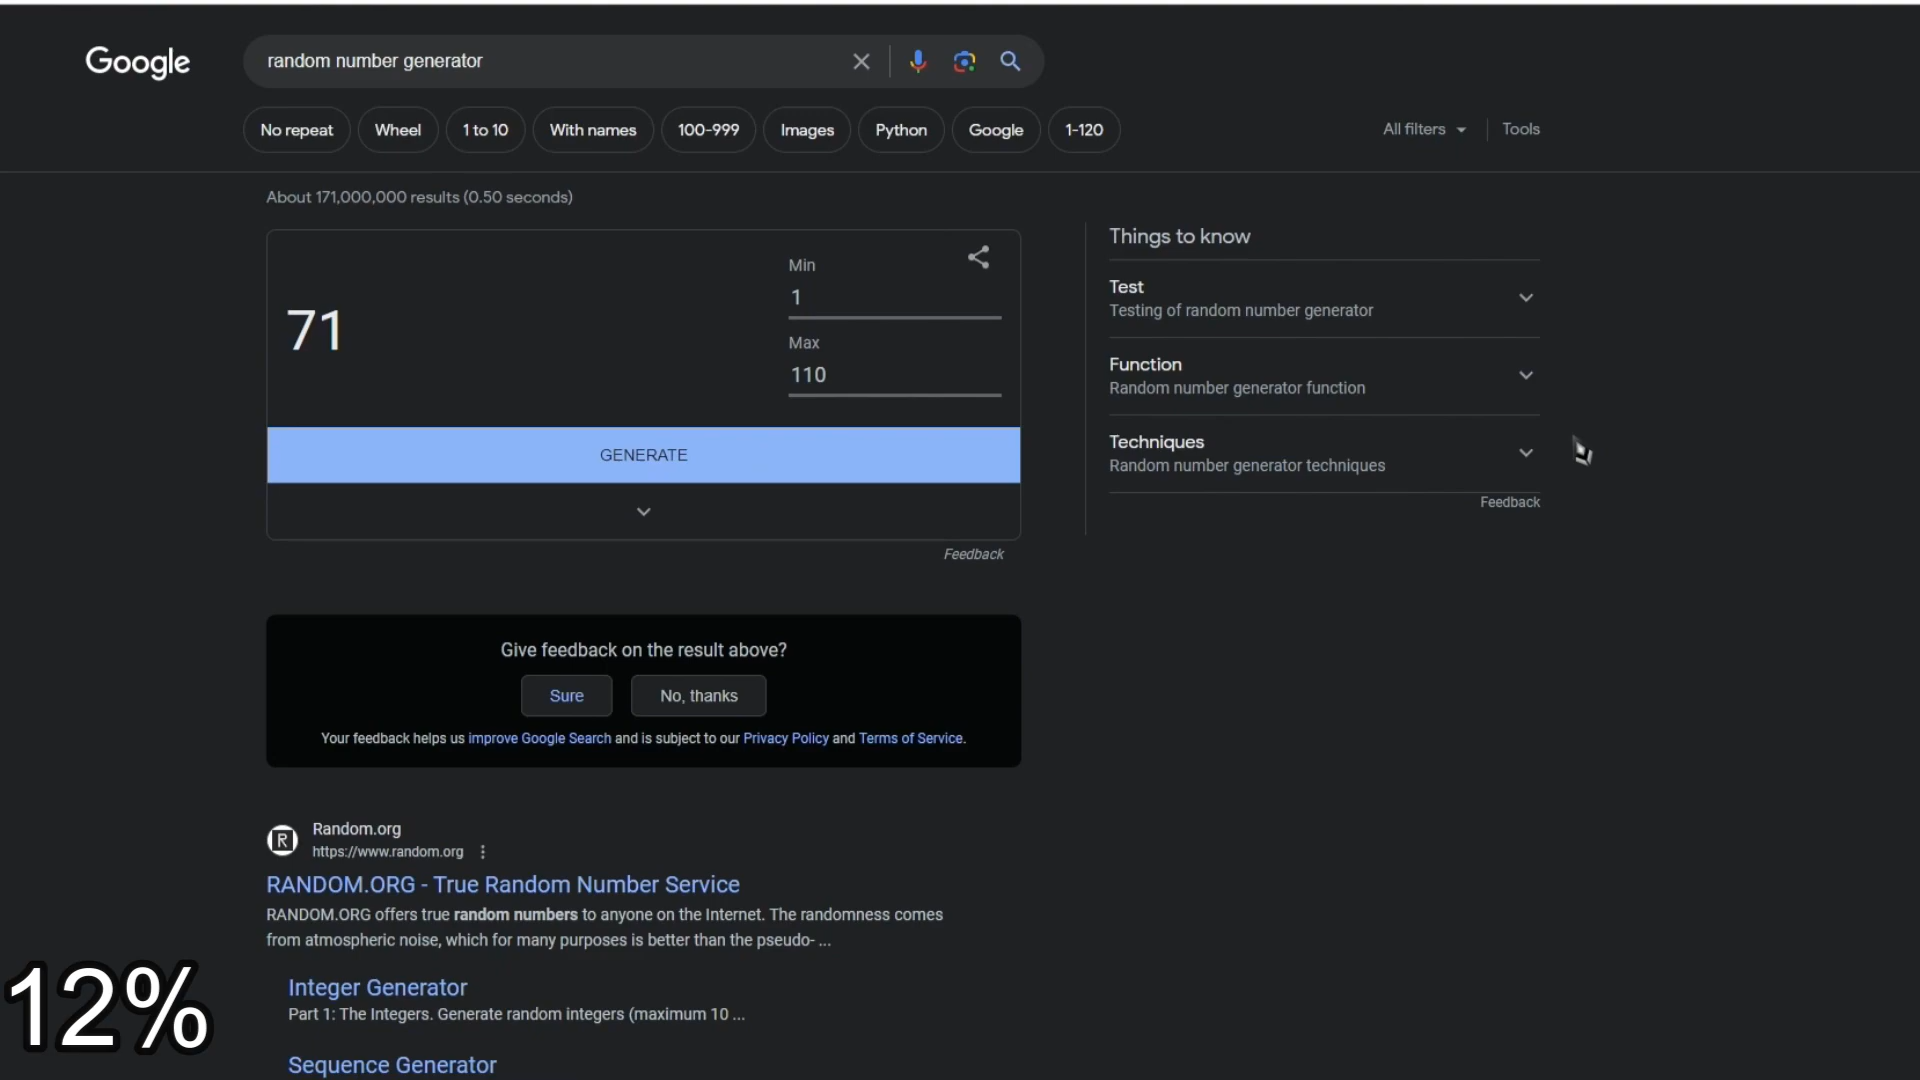 Google
random number generator
No repeat
Wheel
1 to 10
With names
100-999
Images
Python
Google
1-120
All filters
Tools
About 171,000,000 results (0.50 seconds)
71
Min
1
Max
110
GENERATE
Feedback
Things to know
Test
Testing of random number generator
Function
Random number generator function
Techniques
Random number generator techniques
Feedback
Give feedback on the result above?
Sure
No, thanks
Your feedback helps us improve Google Search and is subject to our Privacy Policy and Terms of Service.
R
Random.org
https://www.random.org
RANDOM.ORG - True Random Number Service
RANDOM.ORG offers true random numbers to anyone on the Internet. The randomness comes
from atmospheric noise, which for many purposes is better than the pseudo- ...
Integer Generator
Part 1: The Integers. Generate random integers (maximum 10 ...
Sequence Generator
12%